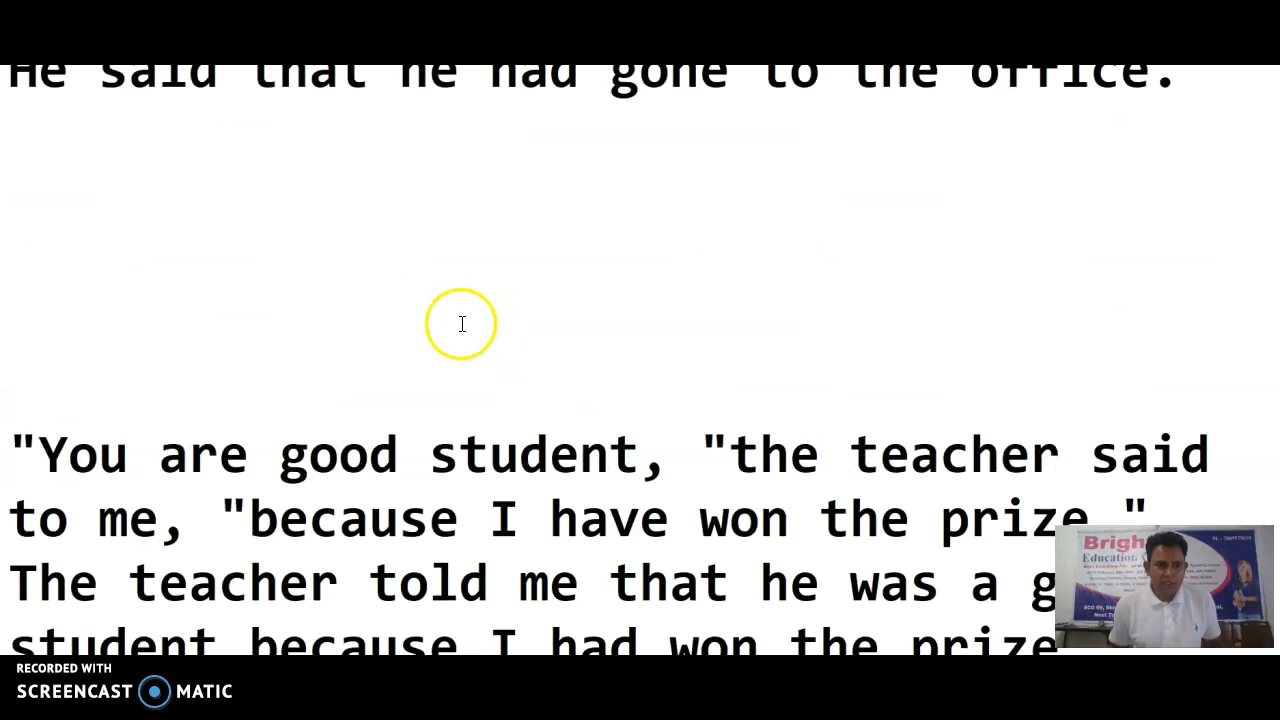 He said that he had gone to the office.
"You are good student, "the teacher said
to me, "because I have won the prize."
The teacher told me that he was a g
student because I had won the prize
Brigh
Education
RECORDED WITH
SCREENCAST MATIC